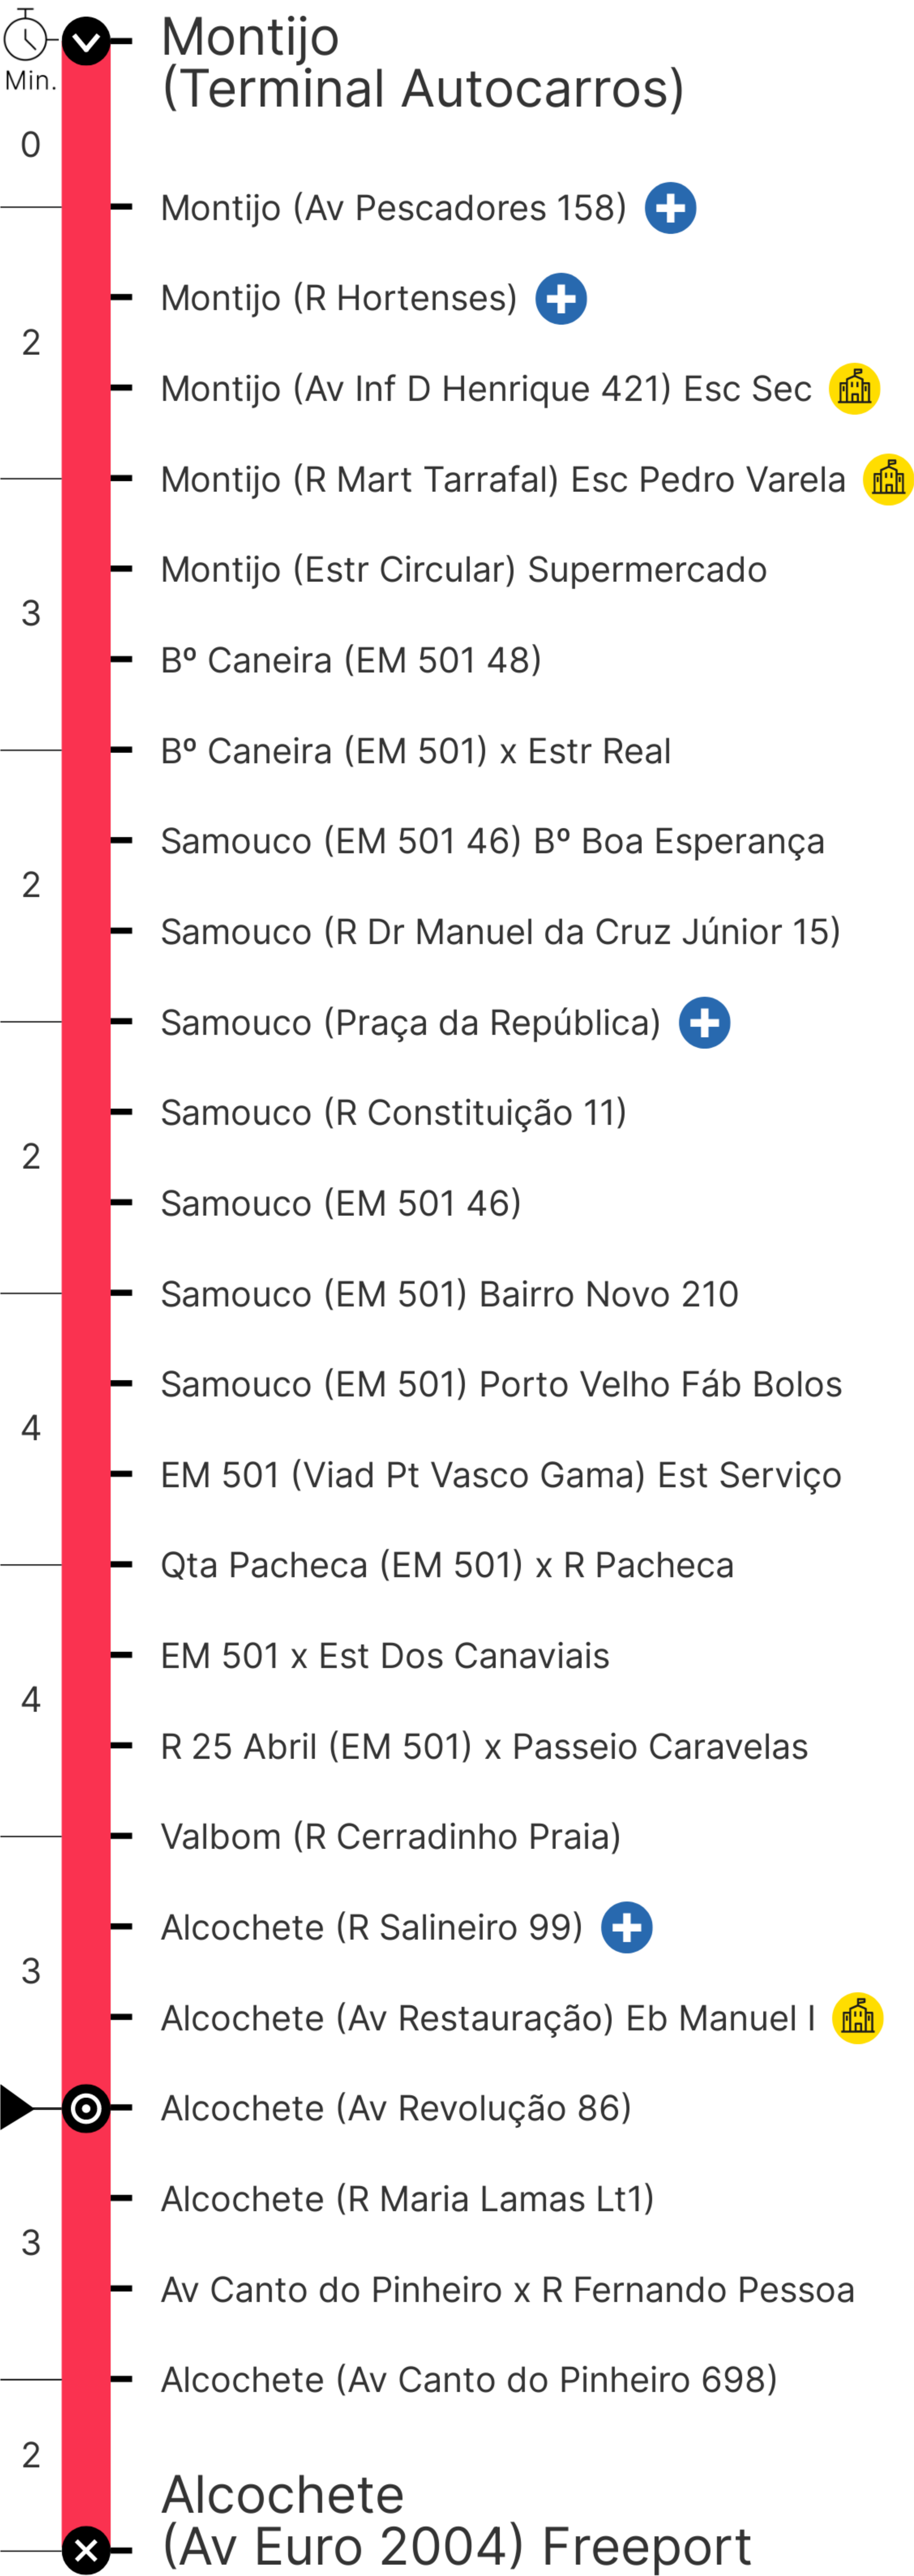 Montijo
(Terminal Autocarros)
Min.
0
Montijo (Av Pescadores 158)
Montijo (R Hortenses)
2
Montijo (Av Inf D Henrique 421) Esc Sec
Montijo (R Mart Tarrafal) Esc Pedro Varela
Montijo (Estr Circular) Supermercado
3
Bº Caneira (EM 501 48)
Bº Caneira (EM 501) x Estr Real
Samouco (EM 501 46) Bº Boa Esperança
2
Samouco (R Dr Manuel da Cruz Júnior 15)
Samouco (Praça da República)
Samouco (R Constituição 11)
2
Samouco (EM 501 46)
Samouco (EM 501) Bairro Novo 210
Samouco (EM 501) Porto Velho Fáb Bolos
4
EM 501 (Viad Pt Vasco Gama) Est Serviço
Qta Pacheca (EM 501) x R Pacheca
EM 501 x Est Dos Canaviais
4
R 25 Abril (EM 501) x Passeio Caravelas
Valbom (R Cerradinho Praia)
Alcochete (R Salineiro 99)
3
Alcochete (Av Restauração) Eb Manuel I
Alcochete (Av Revolução 86)
Alcochete (R Maria Lamas Lt1)
3
Av Canto do Pinheiro x R Fernando Pessoa
Alcochete (Av Canto do Pinheiro 698)
2
Alcochete
(Av Euro 2004) Freeport